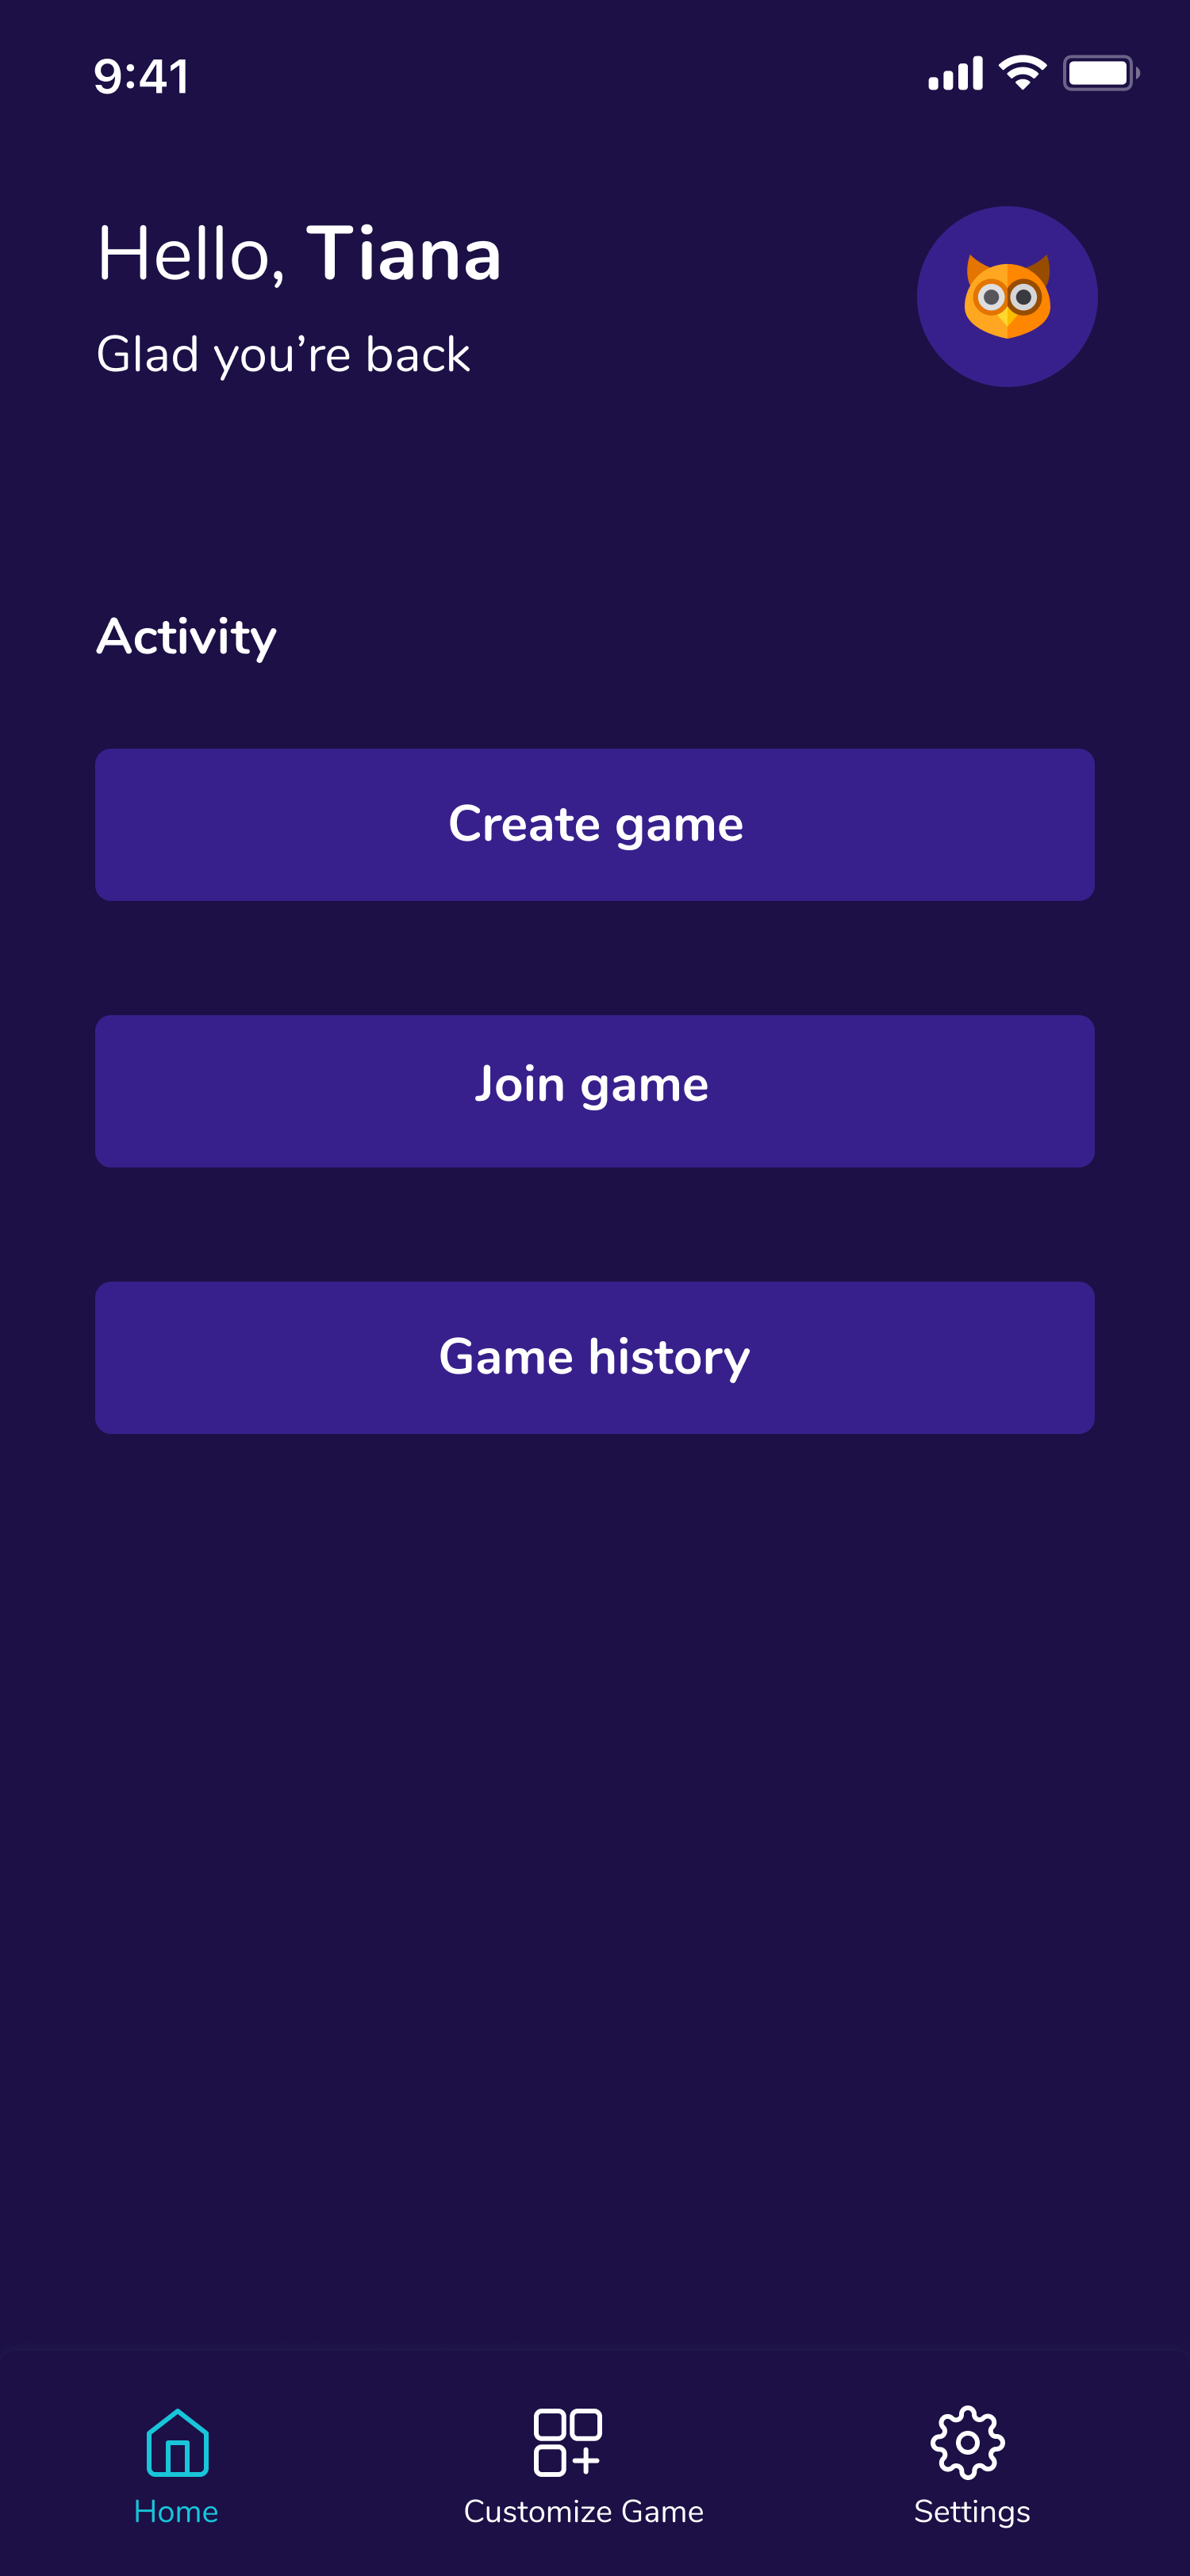 9:41
Hello, Tiana
Glad you’re back
Activity
Create game
Join game
Game history
Home
Customize Game
Settings